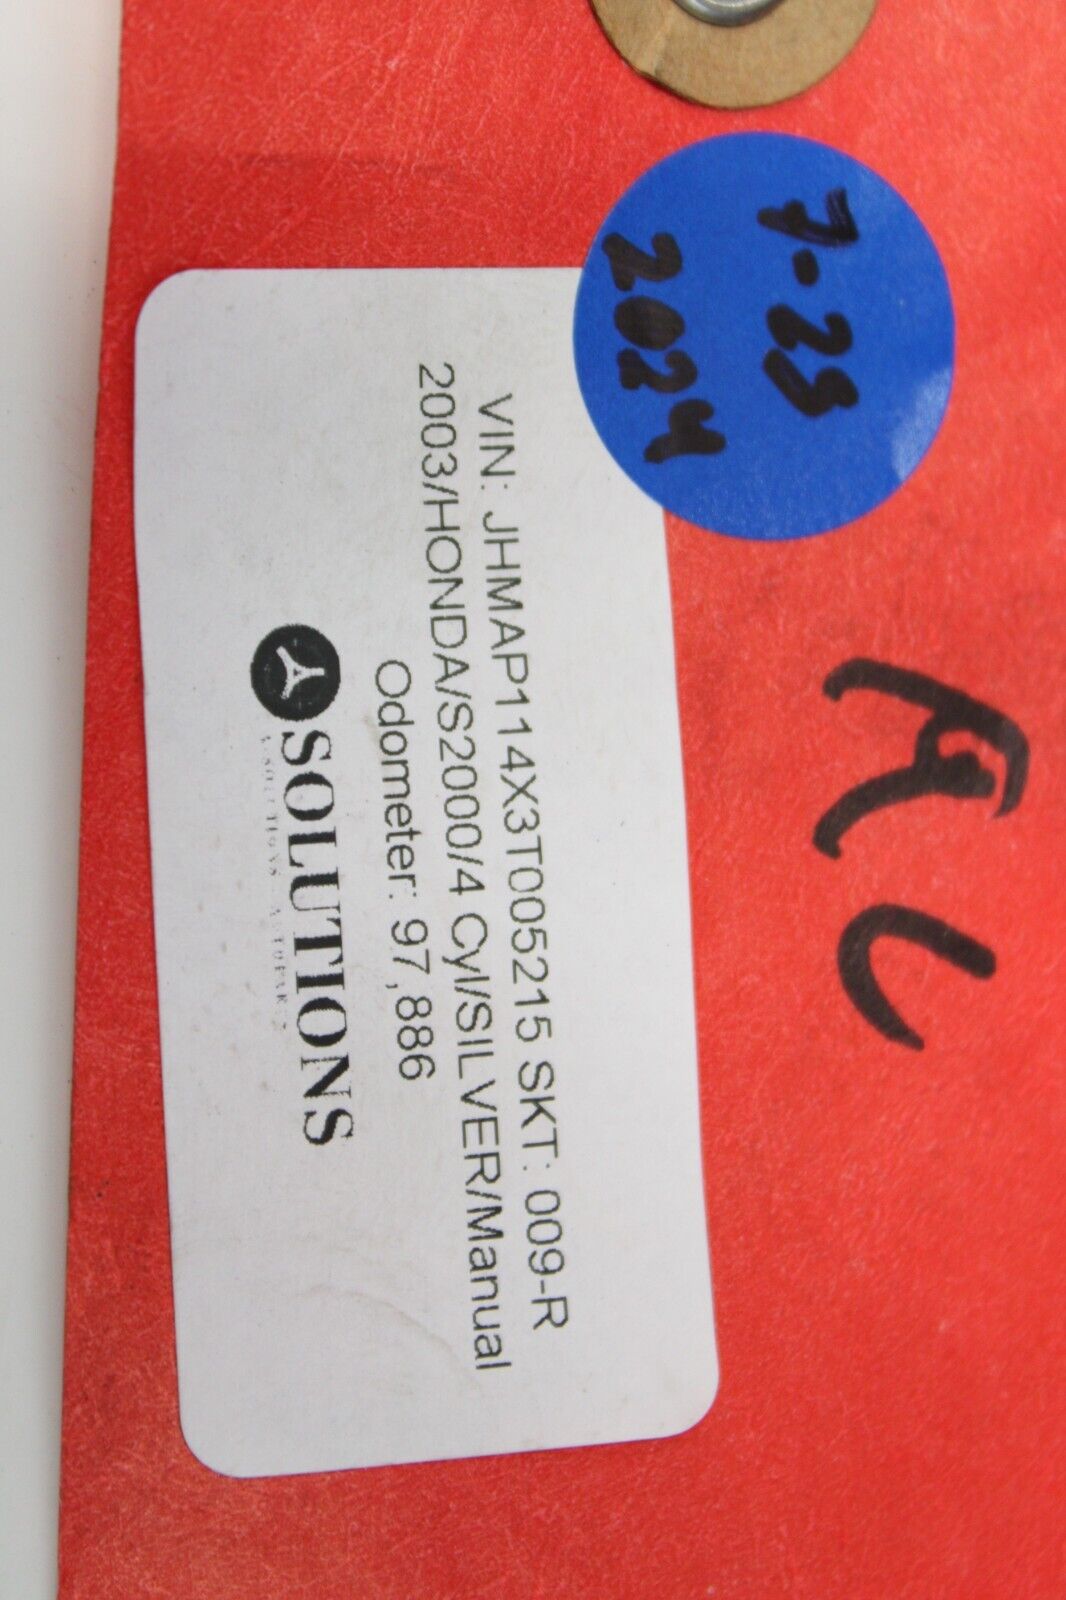 7-23
2024
RL
VIN: JHMAP114X3T005215 SKT: 009-R
2003/HONDA/S2000/4 Cyl/SILVER/Manual
Odometer: 97,886
SOLUTIONS